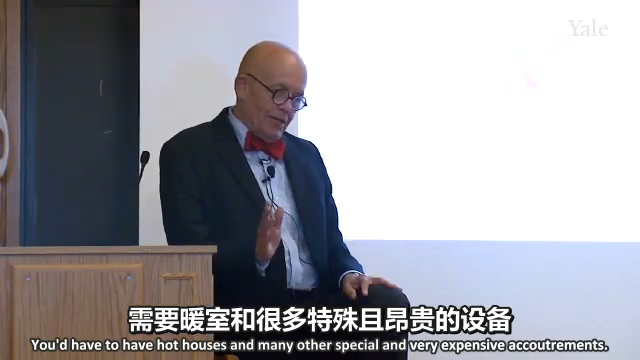 Yale
需要暖室和很多特殊且昂贵的设备
You'd have to have hot houses and many other special and very expensive accoutrements.